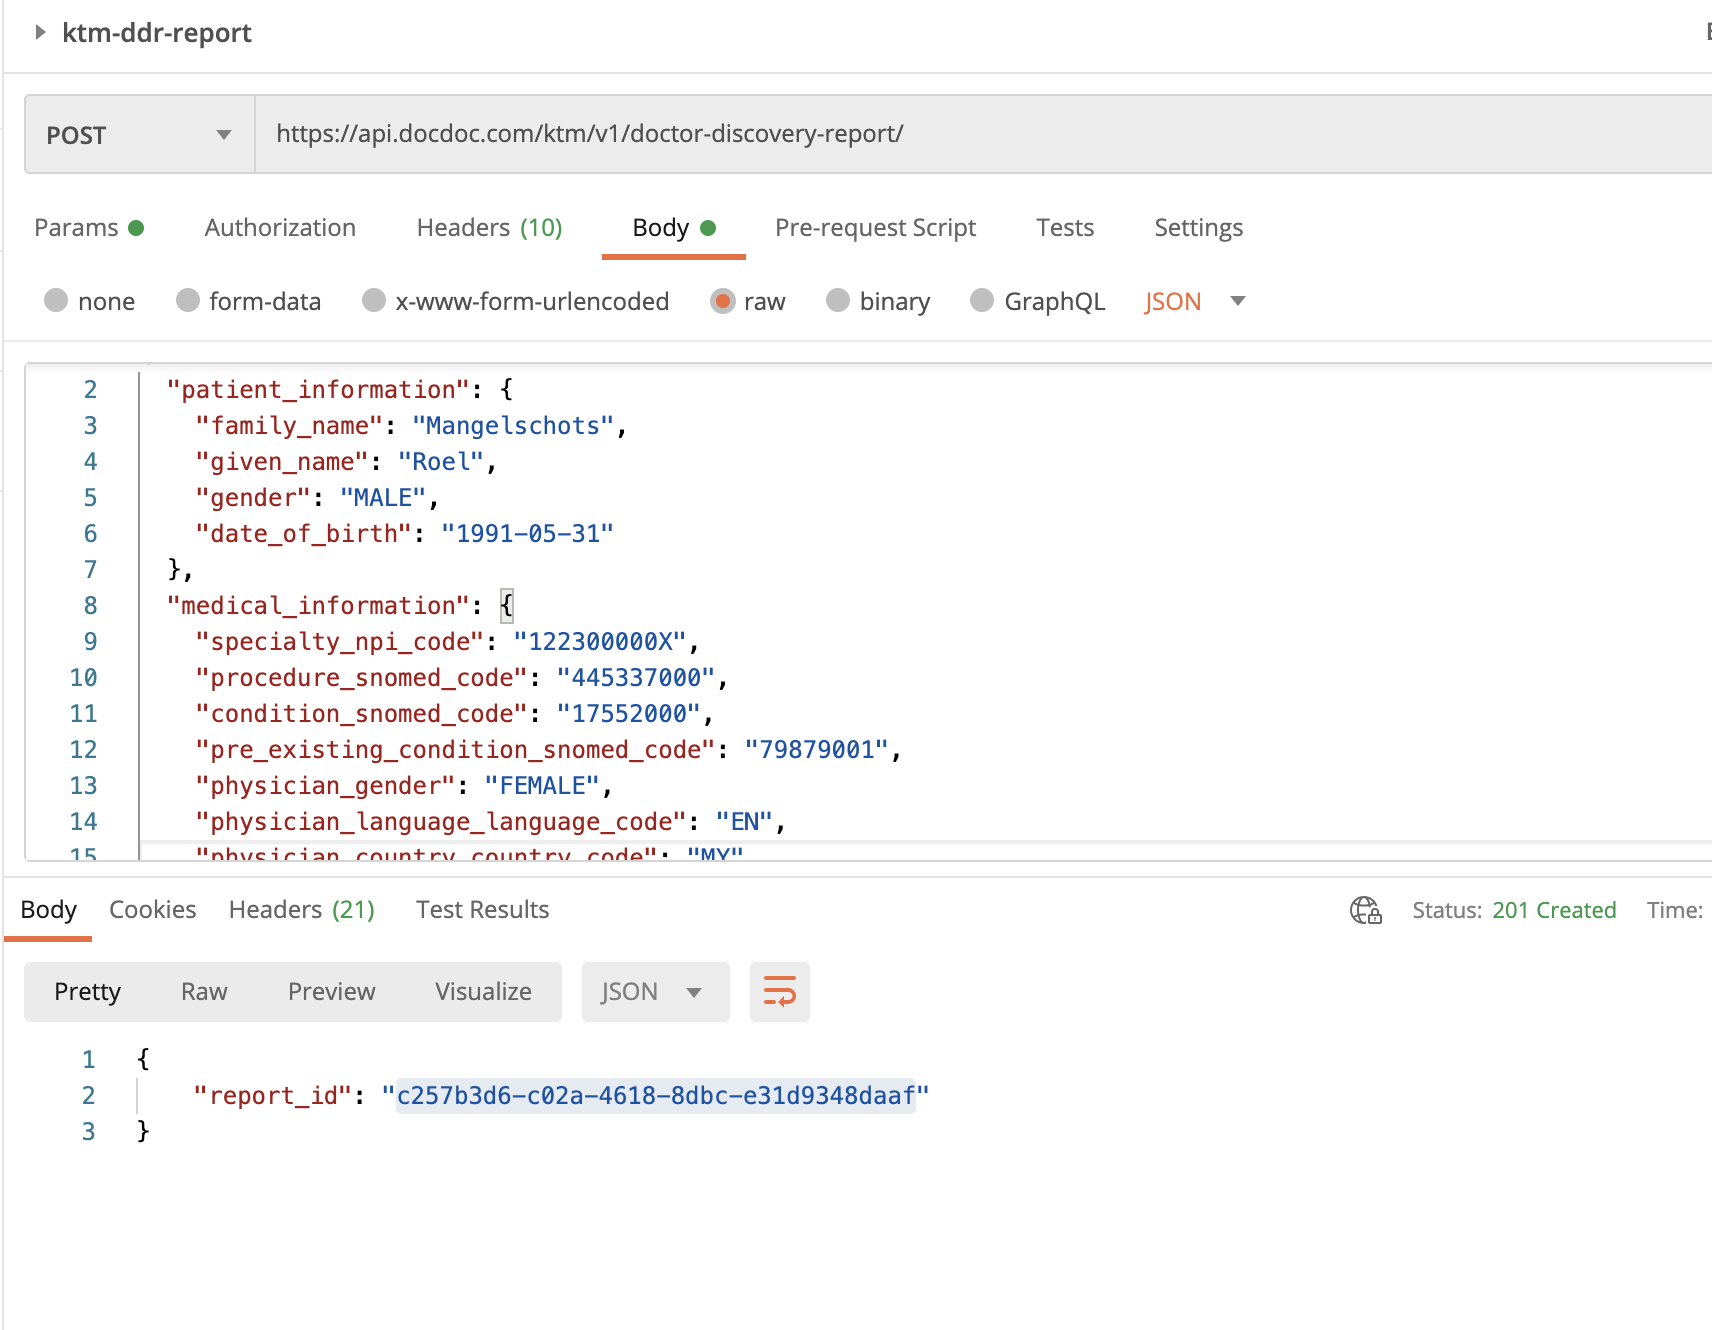 ktm-ddr-report
POST https://api.docdoc.com/ktm/v1/doctor-discovery-report/
Params Authorization Headers (10) Body Pre-request Script Tests Settings
none form-data x-www-form-urlencoded raw binary GraphQL JSON
2 "patient_information": {
3 "family_name": "Mangelschots",
4 "given_name": "Roel",
5 "gender": "MALE",
6 "date_of_birth": "1991-05-31"
7 },
8 "medical_information": {
9 "specialty_npi_code": "122300000X",
10 "procedure_snomed_code": "445337000",
11 "condition_snomed_code": "17552000",
12 "pre_existing_condition_snomed_code": "79879001",
13 "physician_gender": "FEMALE",
14 "physician_language_language_code": "EN",
15 "physician_country_country_code": "MY"
Body Cookies Headers (21) Test Results Status: 201 Created Time:
Pretty Raw Preview Visualize JSON
1 {
2 "report_id": "c257b3d6-c02a-4618-8dbc-e31d9348daaf"
3 }